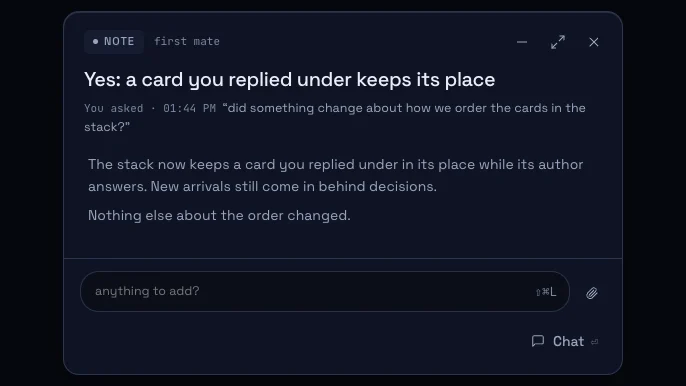 NOTE first mate
Yes: a card you replied under keeps its place
You asked · 01:44 PM “did something change about how we order the cards in the
stack?”
The stack now keeps a card you replied under in its place while its author
answers. New arrivals still come in behind decisions.
Nothing else about the order changed.
anything to add? ⇧⌘L
Chat ⏎